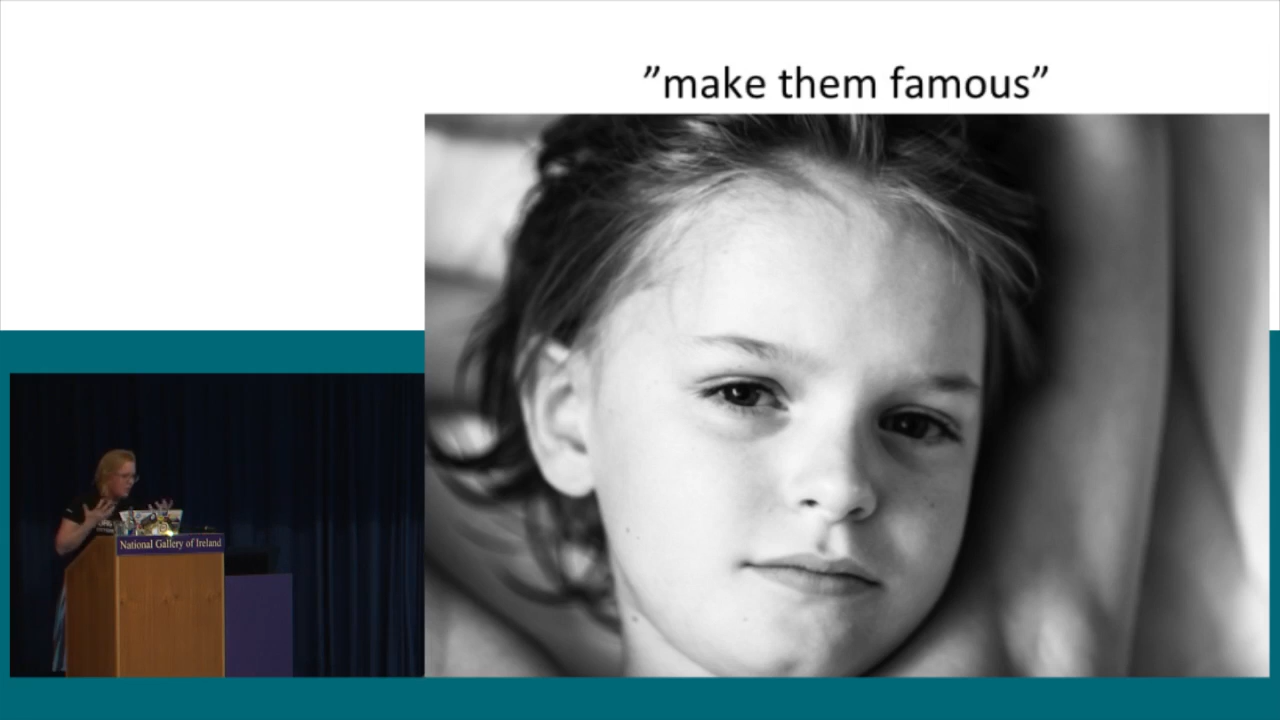 ”make them famous”
National Gallery of Ireland